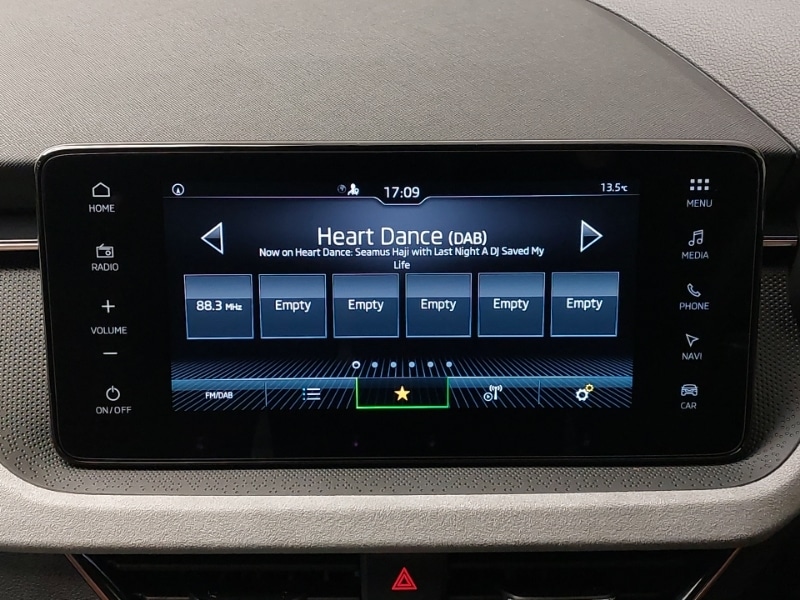 HOME
RADIO
+
VOLUME
−
ON/OFF
17:09
13.5°C
Heart Dance (DAB)
Now on Heart Dance: Seamus Haji with Last Night A DJ Saved My
Life
88.3 MHz
Empty
Empty
Empty
Empty
Empty
FM/DAB
MENU
MEDIA
PHONE
NAVI
CAR